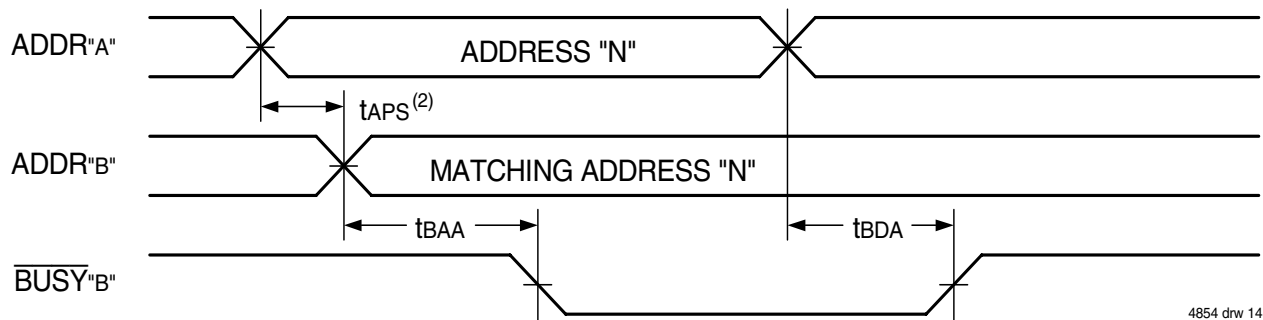 ADDR"A" ADDRESS "N"
tAPS(2)
ADDR"B" MATCHING ADDRESS "N"
tBAA tBDA
BUSY"B"
4854 drw 14